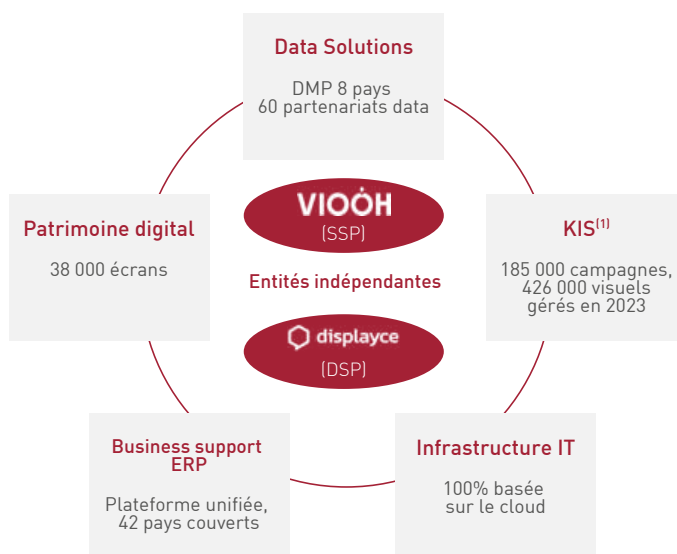 Data Solutions
DMP 8 pays
60 partenariats data
VIOOH
(SSP)
Patrimoine digital
38 000 écrans
Entités indépendantes
KIS(1)
185 000 campagnes,
426 000 visuels
gérés en 2023
displayce
(DSP)
Business support
ERP
Plateforme unifiée,
42 pays couverts
Infrastructure IT
100% basée
sur le cloud